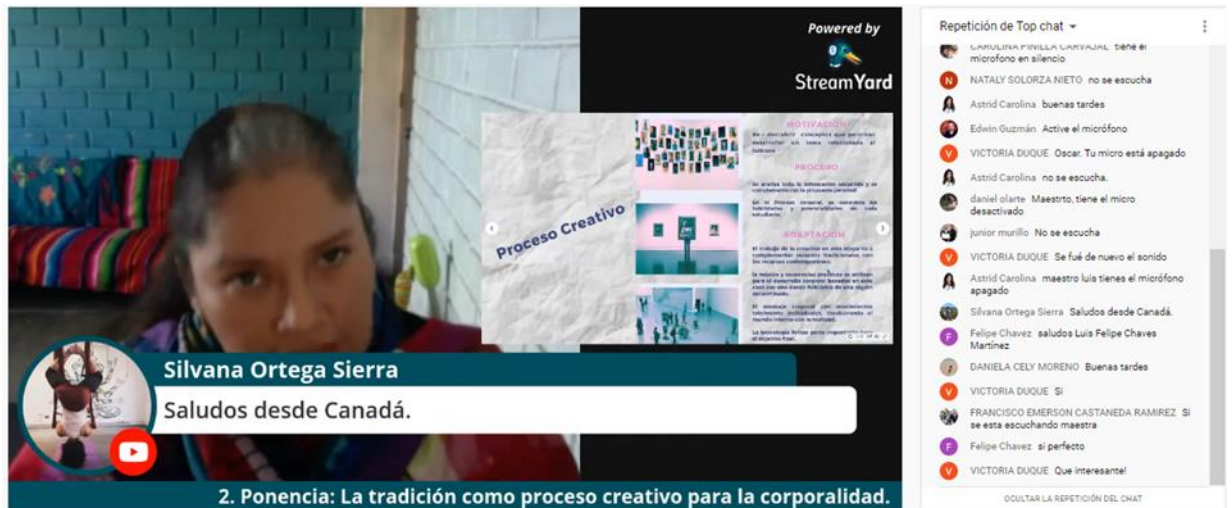 Powered by
StreamYard
Proceso Creativo
MOTIVACIÓN
PROCESO
ADAPTACIÓN
Silvana Ortega Sierra
Saludos desde Canadá.
2. Ponencia: La tradición como proceso creativo para la corporalidad.
Repetición de Top chat
CAROLINA PINILLA CARVAJAL tiene el
microfono en silencio
N NATALY SOLORZA NIETO no se escucha
Astrid Carolina buenas tardes
Edwin Guzmán Active el micrófono
V VICTORIA DUQUE Oscar. Tu micro está apagado
Astrid Carolina no se escucha.
daniel olarte Maestrto, tiene el micro
desactivado
junior murillo No se escucha
V VICTORIA DUQUE Se fué de nuevo el sonido
Astrid Carolina maestro luis tienes el micrófono
apagado
Silvana Ortega Sierra Saludos desde Canadá.
F Felipe Chavez saludos Luis Felipe Chaves
Martinez
DANIELA CELY MORENO Buenas tardes
V VICTORIA DUQUE Si
FRANCISCO EMERSON CASTANEDA RAMIREZ Si
se esta escuchando maestra
F Felipe Chavez si perfecto
V VICTORIA DUQUE Que interesante!
OCULTAR LA REPETICIÓN DEL CHAT